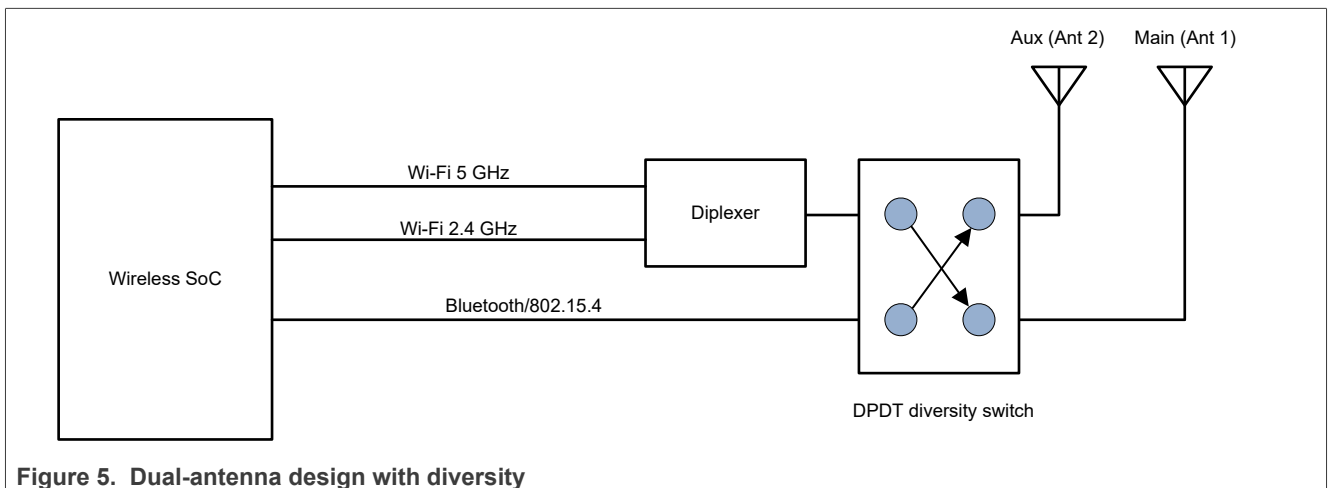 Aux (Ant 2)
Main (Ant 1)
Wi-Fi 5 GHz
Diplexer
Wi-Fi 2.4 GHz
Wireless SoC
Bluetooth/802.15.4
DPDT diversity switch
Figure 5. Dual-antenna design with diversity